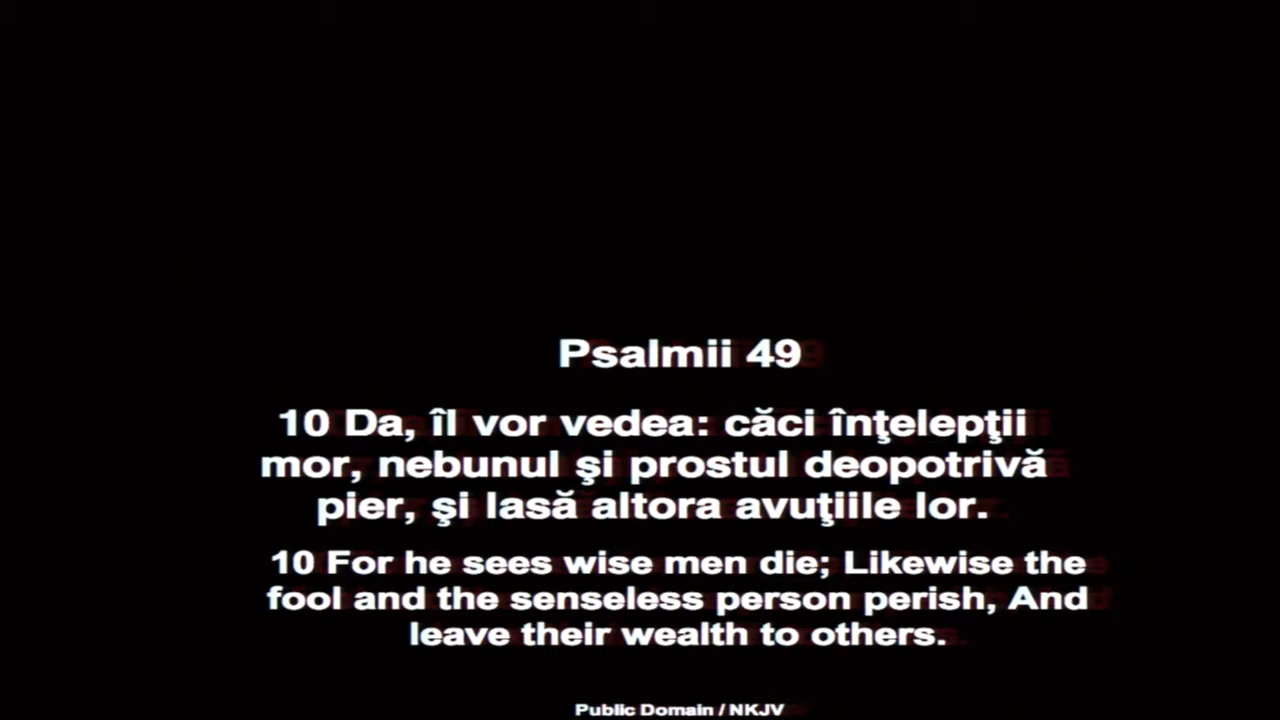 Psalmii 49
10 Da, îl vor vedea: căci înţelepţii
mor, nebunul şi prostul deopotrivă
pier, şi lasă altora avuţiile lor.
10 For he sees wise men die; Likewise the
fool and the senseless person perish, And
leave their wealth to others.
Public Domain / NKJV